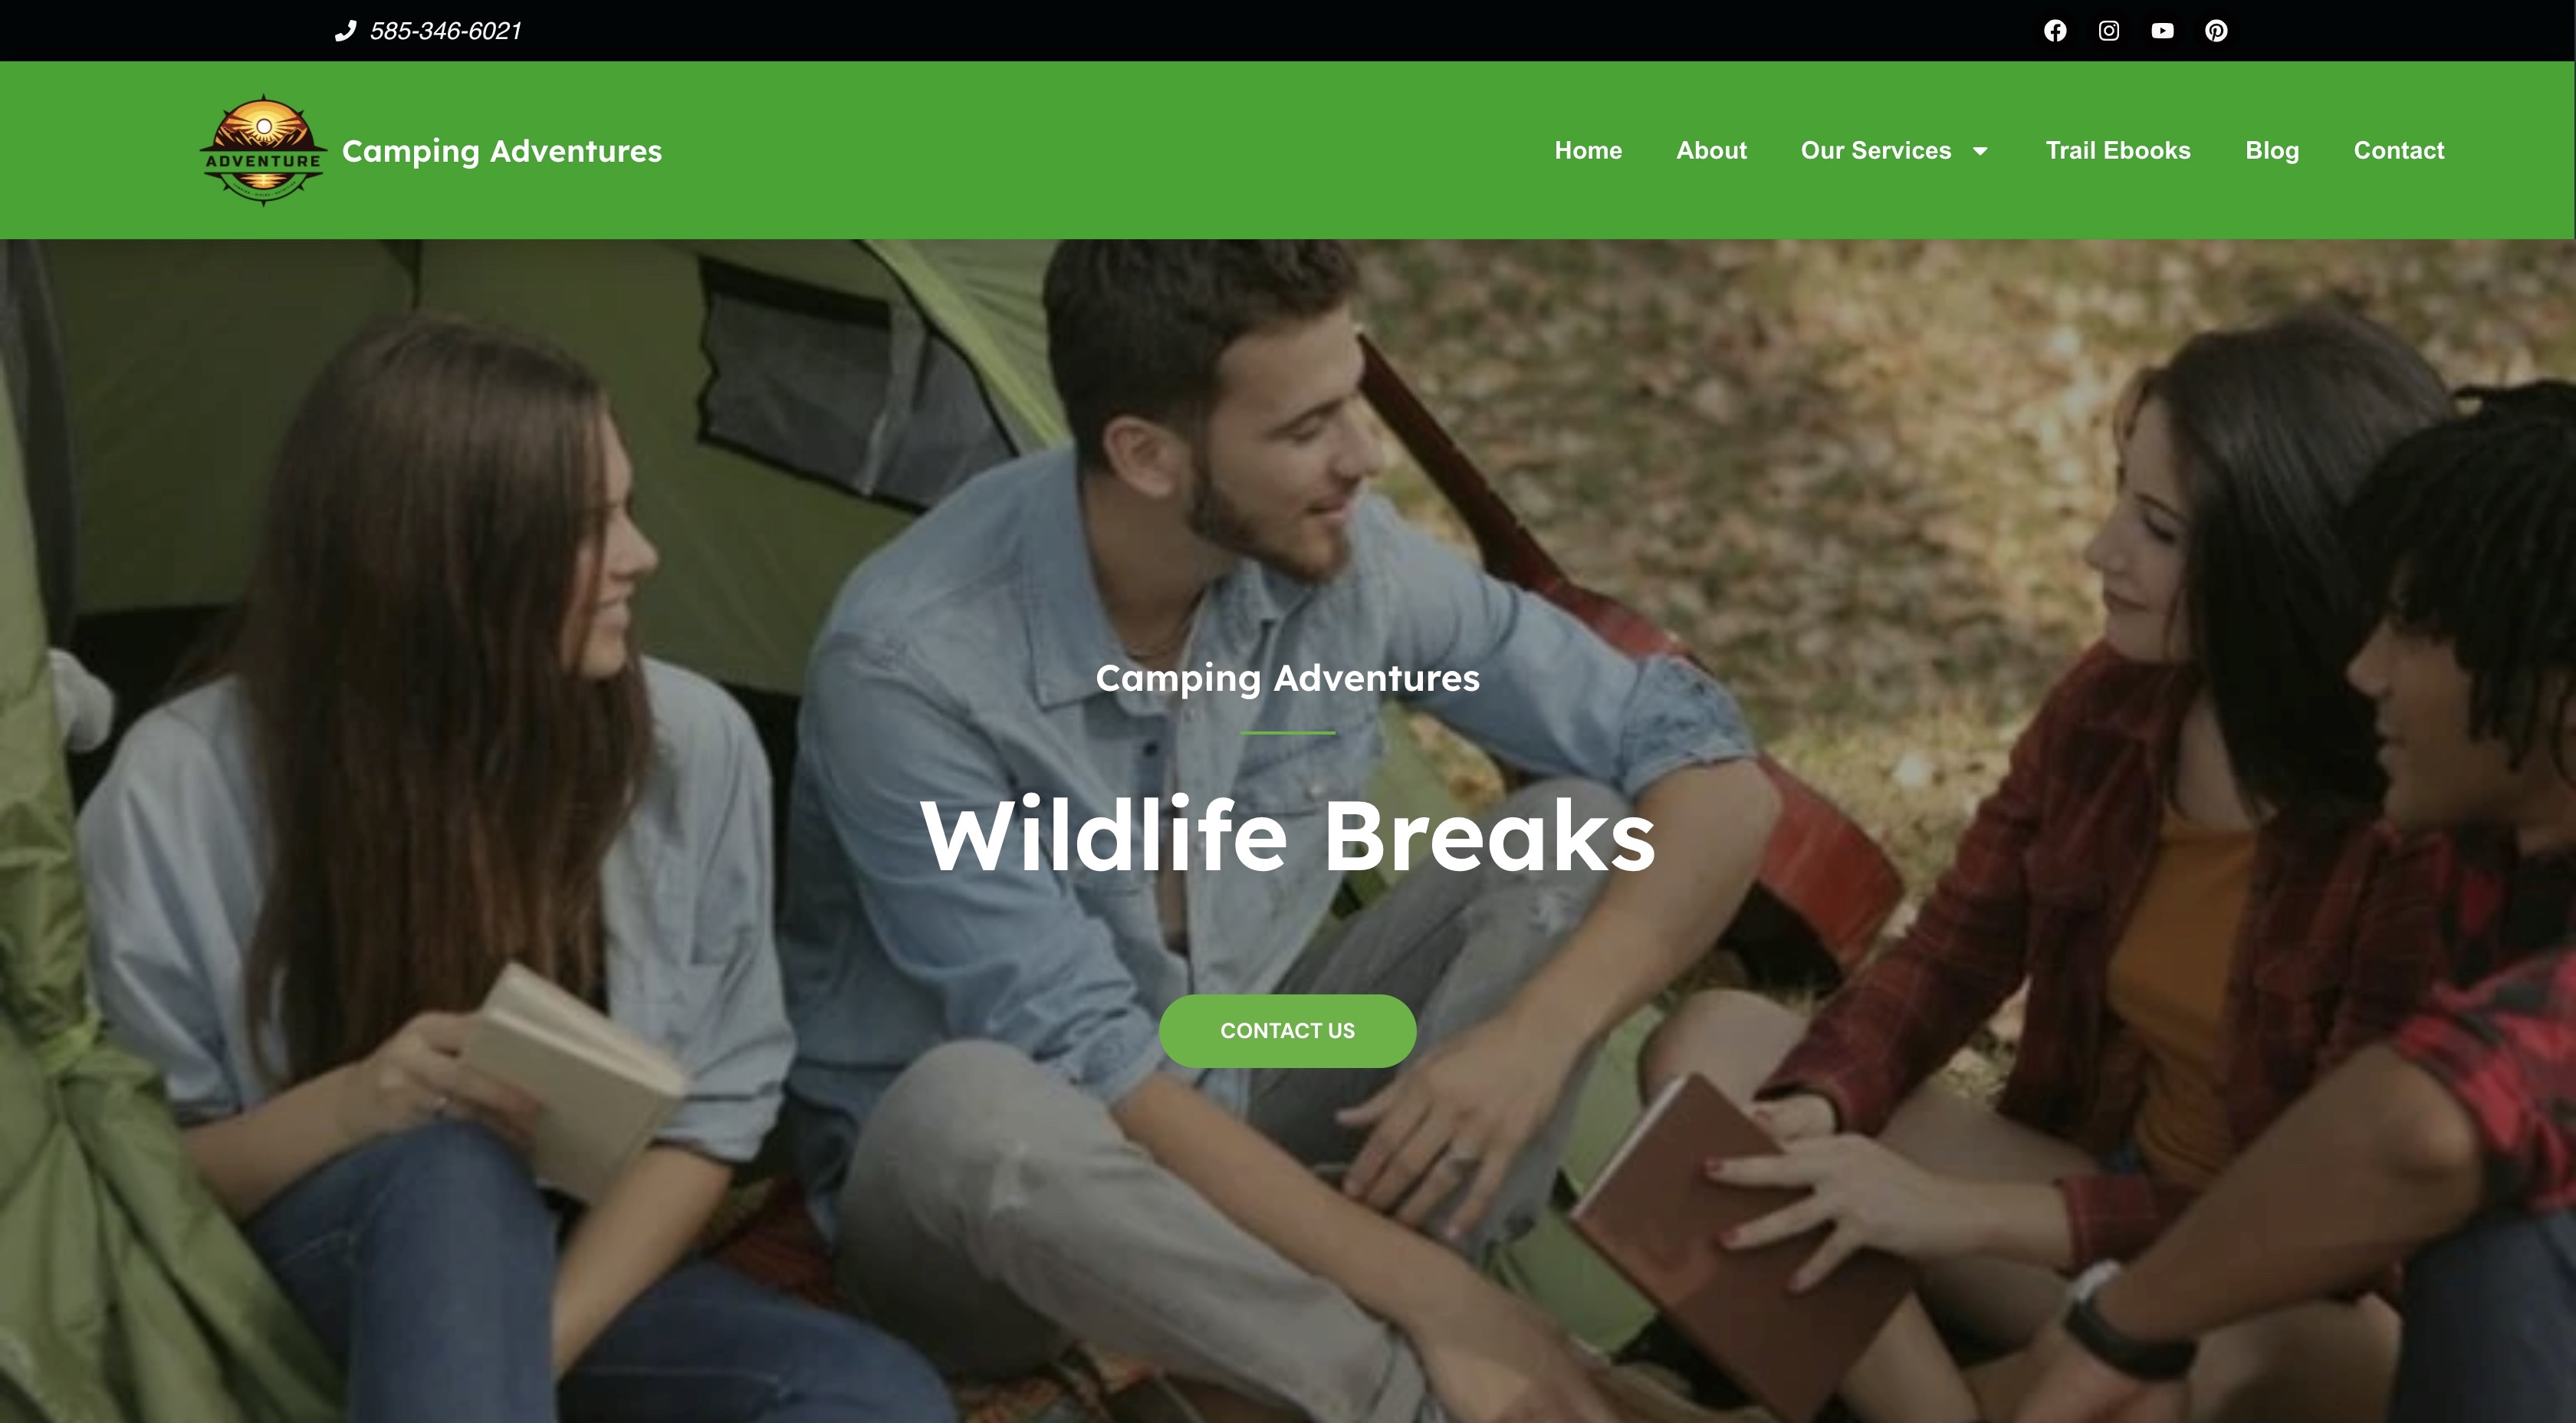 585-346-6021
ADVENTURE
Camping Adventures
Home
About
Our Services
Trail Ebooks
Blog
Contact
Camping Adventures
Wildlife Breaks
CONTACT US